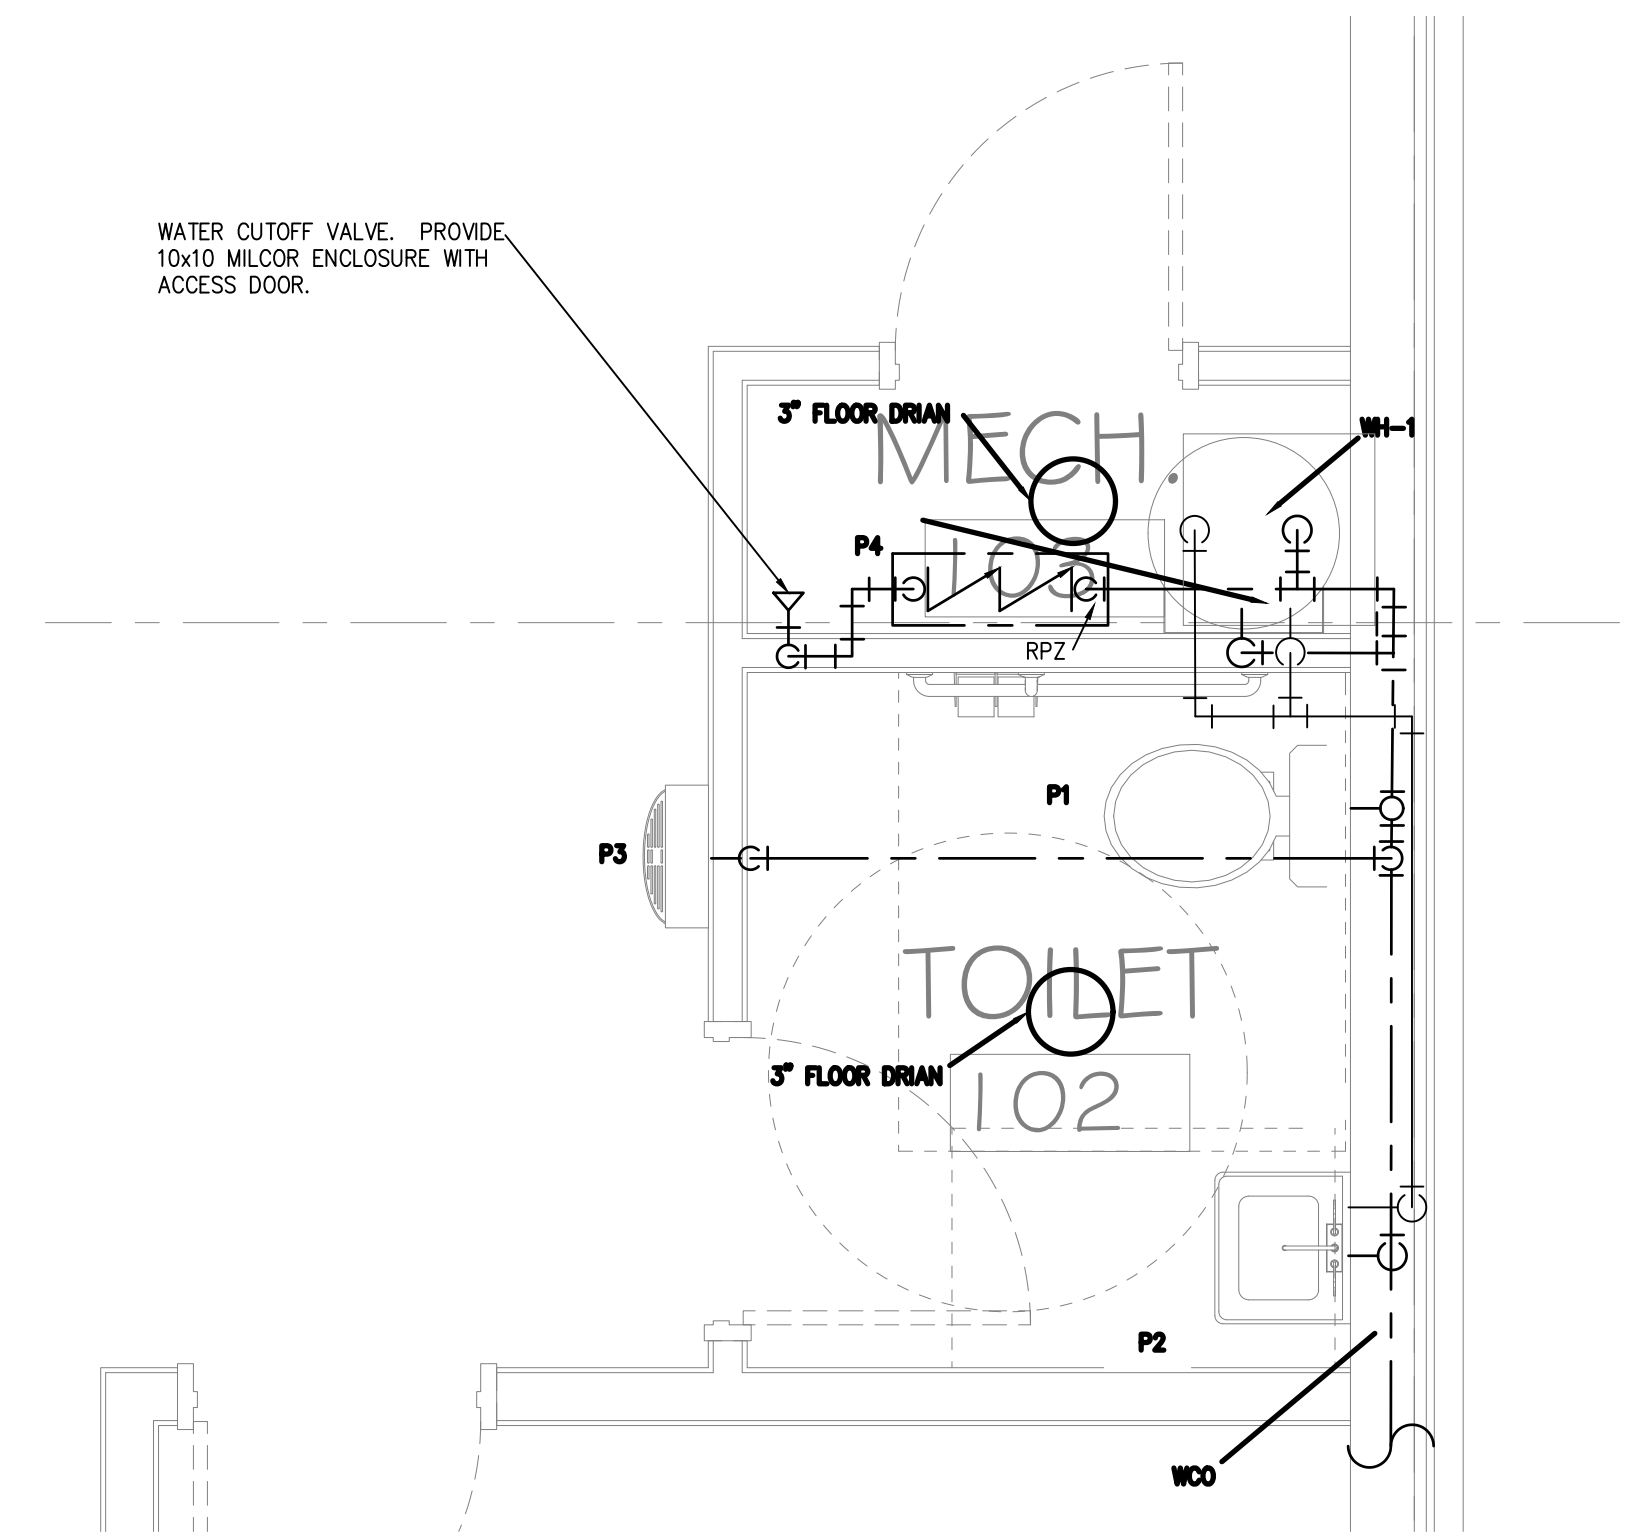 WATER CUTOFF VALVE. PROVIDE
10x10 MILCOR ENCLOSURE WITH
ACCESS DOOR.
3" FLOOR DRIAN
MECH
WH-1
P4
103
RPZ
P1
P3
TOILET
3" FLOOR DRIAN
102
P2
WCO